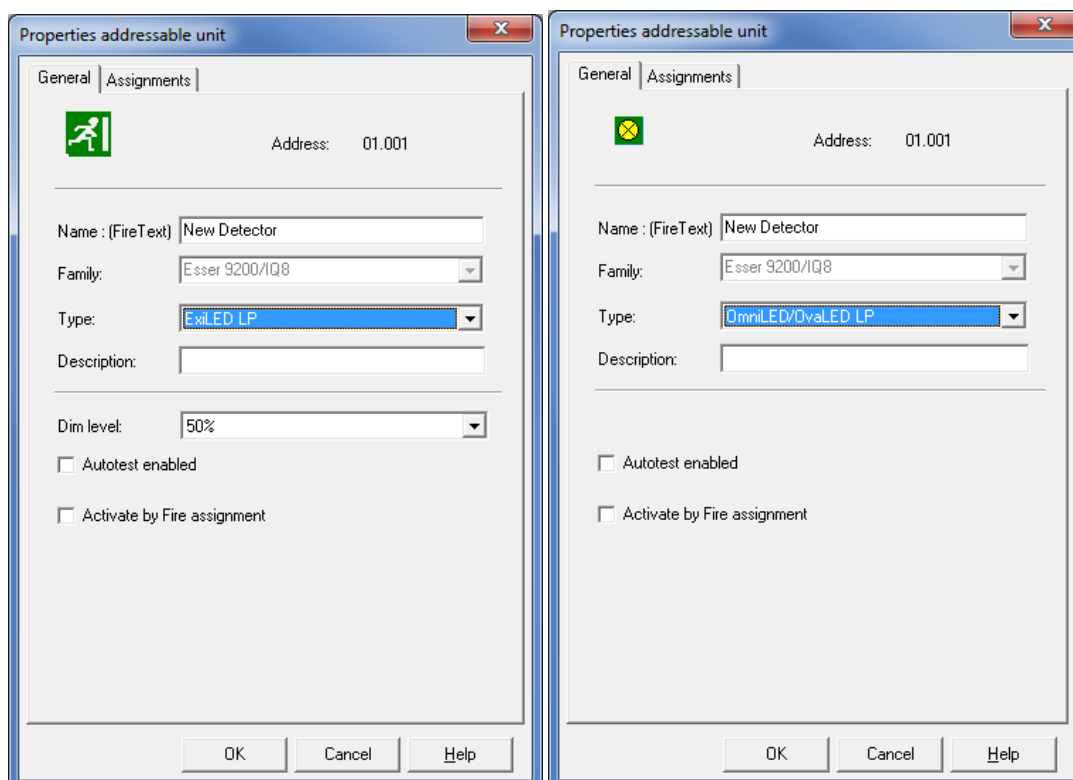 Properties addressable unit
General Assignments
Address: 01.001
Name : (FireText) New Detector
Family: Esser 9200/IQ8
Type: ExiLED LP
Description:
Dim level: 50%
Autotest enabled
Activate by Fire assignment
OK Cancel Help
Properties addressable unit
General Assignments
Address: 01.001
Name : (FireText) New Detector
Family: Esser 9200/IQ8
Type: OmniLED/OvaLED LP
Description:
Autotest enabled
Activate by Fire assignment
OK Cancel Help